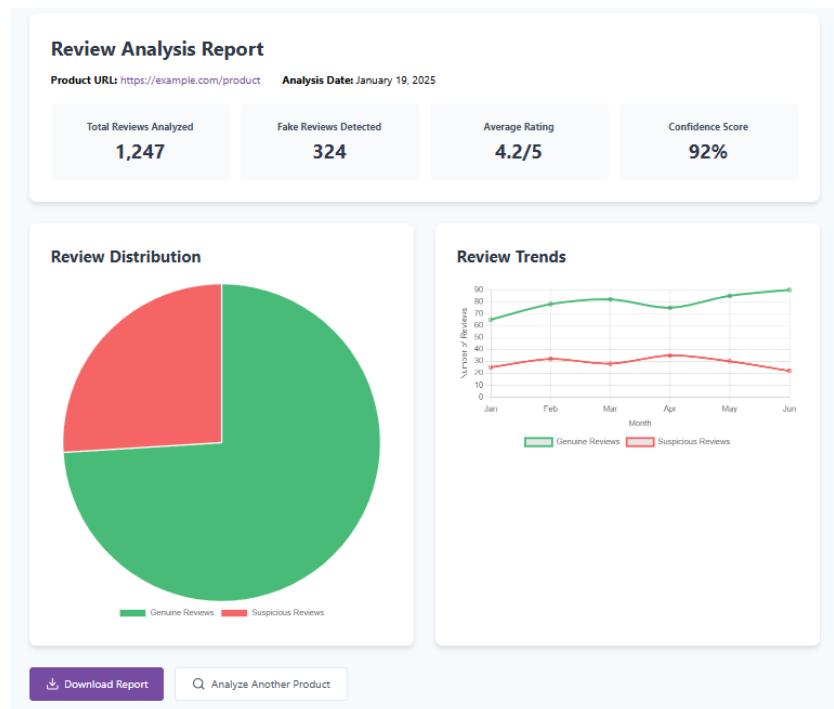 Review Analysis Report
Product URL: https://example.com/product Analysis Date: January 19, 2025
Total Reviews Analyzed
1,247
Fake Reviews Detected
324
Average Rating
4.2/5
Confidence Score
92%
Review Distribution
Genuine Reviews Suspicious Reviews
Review Trends
Number of Reviews
90
80
70
60
50
40
30
20
10
0
Jan Feb Mar Apr May Jun
Month
Genuine Reviews Suspicious Reviews
Download Report
Analyze Another Product